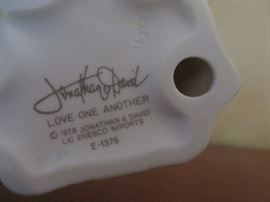 Jonathan & David
LOVE ONE ANOTHER
© 1978 JONATHAN & DAVID
LIC ENESCO IMPORTS
E-1376